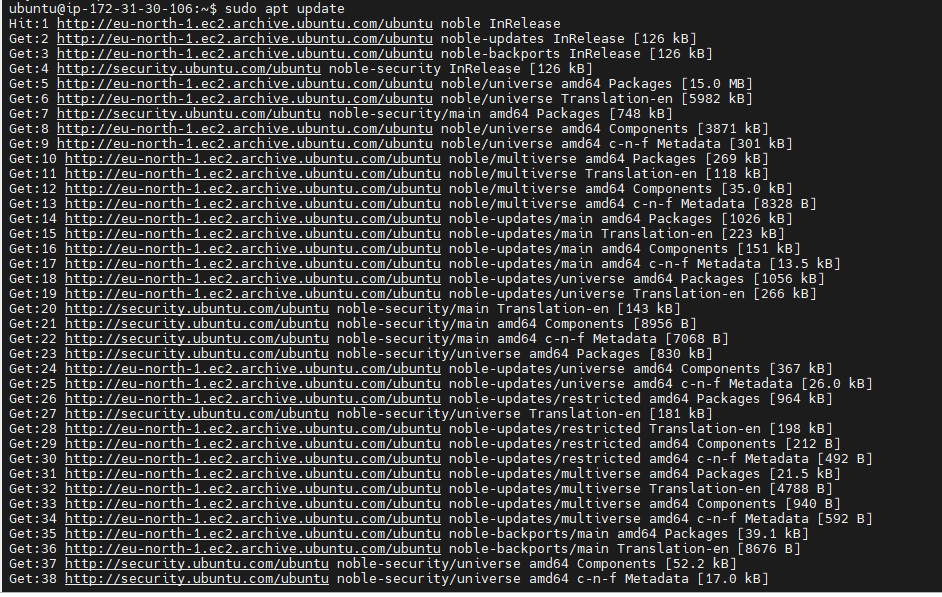 ubuntu@ip-172-31-30-106:~$ sudo apt update
Hit:1 http://eu-north-1.ec2.archive.ubuntu.com/ubuntu noble InRelease
Get:2 http://eu-north-1.ec2.archive.ubuntu.com/ubuntu noble-updates InRelease [126 kB]
Get:3 http://eu-north-1.ec2.archive.ubuntu.com/ubuntu noble-backports InRelease [126 kB]
Get:4 http://security.ubuntu.com/ubuntu noble-security InRelease [126 kB]
Get:5 http://eu-north-1.ec2.archive.ubuntu.com/ubuntu noble/universe amd64 Packages [15.0 MB]
Get:6 http://eu-north-1.ec2.archive.ubuntu.com/ubuntu noble/universe Translation-en [5982 kB]
Get:7 http://security.ubuntu.com/ubuntu noble-security/main amd64 Packages [748 kB]
Get:8 http://eu-north-1.ec2.archive.ubuntu.com/ubuntu noble/universe amd64 Components [3871 kB]
Get:9 http://eu-north-1.ec2.archive.ubuntu.com/ubuntu noble/universe amd64 c-n-f Metadata [301 kB]
Get:10 http://eu-north-1.ec2.archive.ubuntu.com/ubuntu noble/multiverse amd64 Packages [269 kB]
Get:11 http://eu-north-1.ec2.archive.ubuntu.com/ubuntu noble/multiverse Translation-en [118 kB]
Get:12 http://eu-north-1.ec2.archive.ubuntu.com/ubuntu noble/multiverse amd64 Components [35.0 kB]
Get:13 http://eu-north-1.ec2.archive.ubuntu.com/ubuntu noble/multiverse amd64 c-n-f Metadata [8328 B]
Get:14 http://eu-north-1.ec2.archive.ubuntu.com/ubuntu noble-updates/main amd64 Packages [1026 kB]
Get:15 http://eu-north-1.ec2.archive.ubuntu.com/ubuntu noble-updates/main Translation-en [223 kB]
Get:16 http://eu-north-1.ec2.archive.ubuntu.com/ubuntu noble-updates/main amd64 Components [151 kB]
Get:17 http://eu-north-1.ec2.archive.ubuntu.com/ubuntu noble-updates/main amd64 c-n-f Metadata [13.5 kB]
Get:18 http://eu-north-1.ec2.archive.ubuntu.com/ubuntu noble-updates/universe amd64 Packages [1056 kB]
Get:19 http://eu-north-1.ec2.archive.ubuntu.com/ubuntu noble-updates/universe Translation-en [266 kB]
Get:20 http://security.ubuntu.com/ubuntu noble-security/main Translation-en [143 kB]
Get:21 http://security.ubuntu.com/ubuntu noble-security/main amd64 Components [8956 B]
Get:22 http://security.ubuntu.com/ubuntu noble-security/main amd64 c-n-f Metadata [7068 B]
Get:23 http://security.ubuntu.com/ubuntu noble-security/universe amd64 Packages [830 kB]
Get:24 http://eu-north-1.ec2.archive.ubuntu.com/ubuntu noble-updates/universe amd64 Components [367 kB]
Get:25 http://eu-north-1.ec2.archive.ubuntu.com/ubuntu noble-updates/universe amd64 c-n-f Metadata [26.0 kB]
Get:26 http://eu-north-1.ec2.archive.ubuntu.com/ubuntu noble-updates/restricted amd64 Packages [964 kB]
Get:27 http://security.ubuntu.com/ubuntu noble-security/universe Translation-en [181 kB]
Get:28 http://eu-north-1.ec2.archive.ubuntu.com/ubuntu noble-updates/restricted Translation-en [198 kB]
Get:29 http://eu-north-1.ec2.archive.ubuntu.com/ubuntu noble-updates/restricted amd64 Components [212 B]
Get:30 http://eu-north-1.ec2.archive.ubuntu.com/ubuntu noble-updates/restricted amd64 c-n-f Metadata [492 B]
Get:31 http://eu-north-1.ec2.archive.ubuntu.com/ubuntu noble-updates/multiverse amd64 Packages [21.5 kB]
Get:32 http://eu-north-1.ec2.archive.ubuntu.com/ubuntu noble-updates/multiverse Translation-en [4788 B]
Get:33 http://eu-north-1.ec2.archive.ubuntu.com/ubuntu noble-updates/multiverse amd64 Components [940 B]
Get:34 http://eu-north-1.ec2.archive.ubuntu.com/ubuntu noble-updates/multiverse amd64 c-n-f Metadata [592 B]
Get:35 http://eu-north-1.ec2.archive.ubuntu.com/ubuntu noble-backports/main amd64 Packages [39.1 kB]
Get:36 http://eu-north-1.ec2.archive.ubuntu.com/ubuntu noble-backports/main Translation-en [8676 B]
Get:37 http://security.ubuntu.com/ubuntu noble-security/universe amd64 Components [52.2 kB]
Get:38 http://security.ubuntu.com/ubuntu noble-security/universe amd64 c-n-f Metadata [17.0 kB]